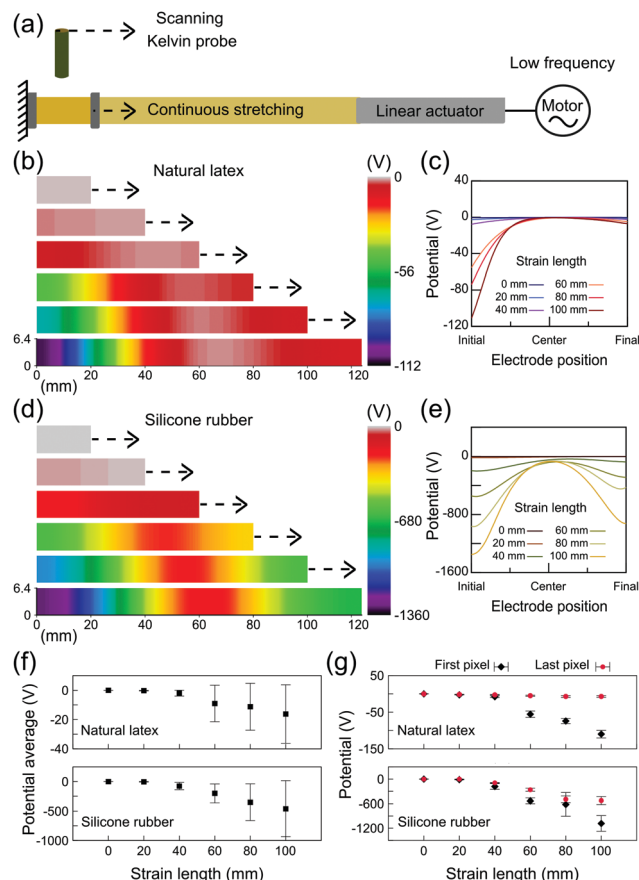 (a)
Scanning
Kelvin probe
Low frequency
Continuous stretching
Linear actuator
Motor
(b)
Natural latex
(V)
0
-56
-112
6.4
0
0 20 40 60 80 100 120
(mm)
(c)
Potential (V)
40
0
-40
-80
-120
Strain length
0 mm 60 mm
20 mm 80 mm
40 mm 100 mm
Initial Center Final
Electrode position
(d)
Silicone rubber
(V)
0
-680
-1360
6.4
0
0 20 40 60 80 100 120
(mm)
(e)
Potential (V)
0
-800
-1600
Strain length
0 mm 60 mm
20 mm 80 mm
40 mm 100 mm
Initial Center Final
Electrode position
(f)
Potential average (V)
0
-20
-40
Natural latex
0
-500
-1000
Silicone rubber
0 20 40 60 80 100
Strain length (mm)
(g)
First pixel Last pixel
Potential (V)
50
-50
-150
Natural latex
0
-600
-1200
Silicone rubber
0 20 40 60 80 100
Strain length (mm)